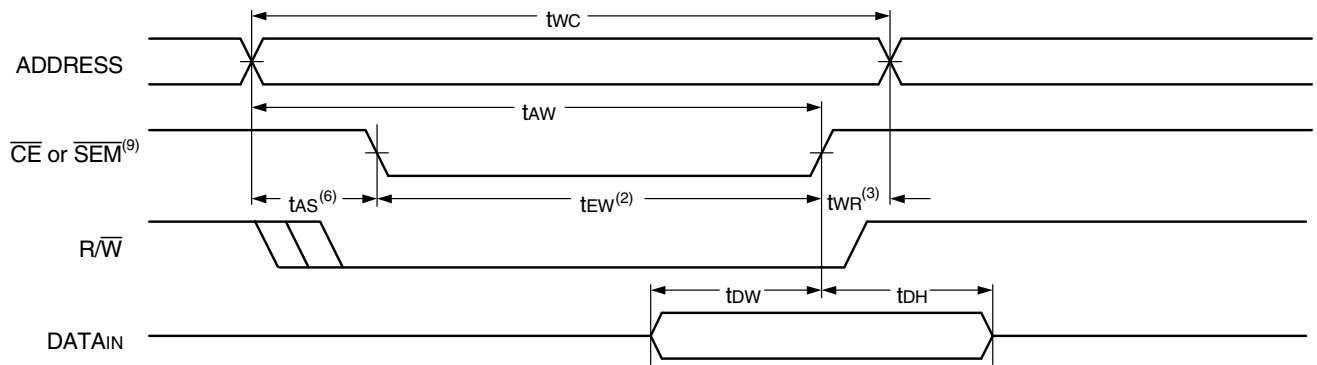 tWC
ADDRESS
tAW
CE or SEM(9)
tAS(6) tEW(2) tWR(3)
R/W
tDW tDH
DATAIN